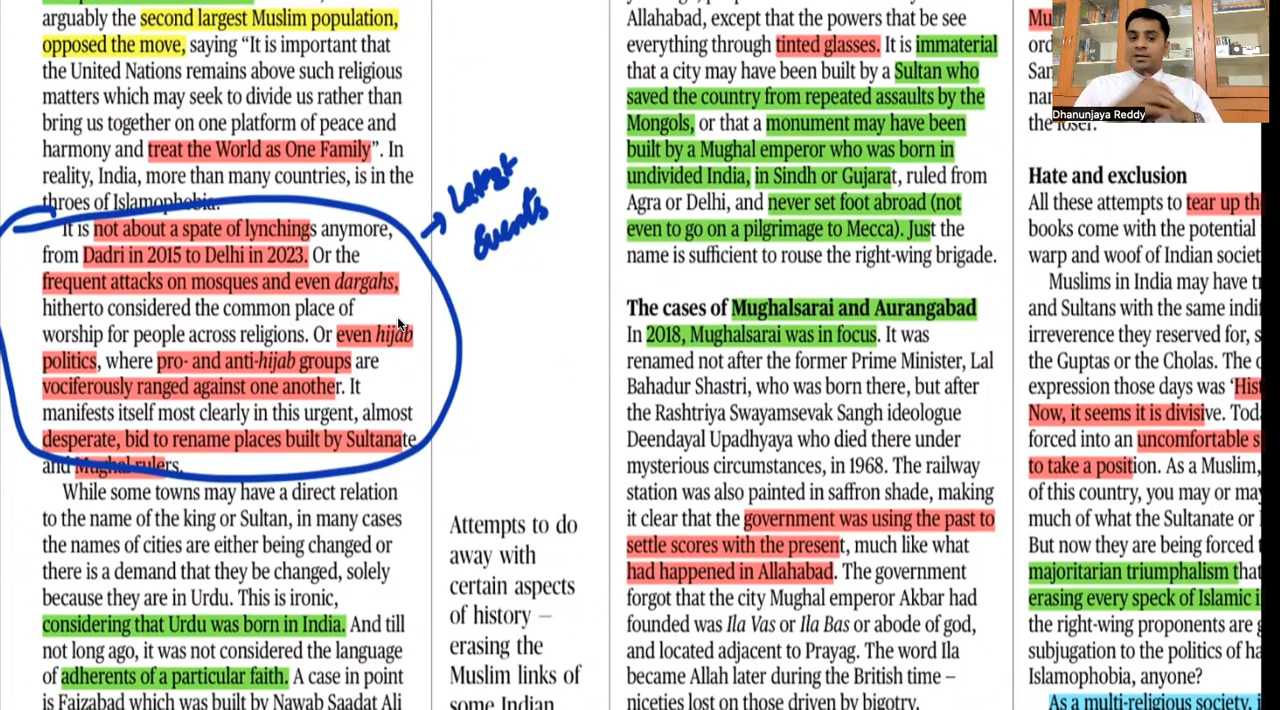 arguably the second largest Muslim population,
opposed the move, saying “It is important that
the United Nations remains above such religious
matters which may seek to divide us rather than
bring us together on one platform of peace and
harmony and treat the World as One Family”. In
reality, India, more than many countries, is in the
throes of Islamophobia.
It is not about a spate of lynchings anymore,
from Dadri in 2015 to Delhi in 2023. Or the
frequent attacks on mosques and even dargahs,
hitherto considered the common place of
worship for people across religions. Or even hijab
politics, where pro- and anti-hijab groups are
vociferously ranged against one another. It
manifests itself most clearly in this urgent, almost
desperate, bid to rename places built by Sultanate
and Mughal rulers.
While some towns may have a direct relation
to the name of the king or Sultan, in many cases
the names of cities are either being changed or
there is a demand that they be changed, solely
because they are in Urdu. This is ironic,
considering that Urdu was born in India. And till
not long ago, it was not considered the language
of adherents of a particular faith. A case in point
is Faizabad which was built by Nawab Saadat Ali
→ Latest
Events
Attempts to do
away with
certain aspects
of history —
erasing the
Muslim links of
some Indian
Allahabad, except that the powers that be see
everything through tinted glasses. It is immaterial
that a city may have been built by a Sultan who
saved the country from repeated assaults by the
Mongols, or that a monument may have been
built by a Mughal emperor who was born in
undivided India, in Sindh or Gujarat, ruled from
Agra or Delhi, and never set foot abroad (not
even to go on a pilgrimage to Mecca). Just the
name is sufficient to rouse the right-wing brigade.
The cases of Mughalsarai and Aurangabad
In 2018, Mughalsarai was in focus. It was
renamed not after the former Prime Minister, Lal
Bahadur Shastri, who was born there, but after
the Rashtriya Swayamsevak Sangh ideologue
Deendayal Upadhyaya who died there under
mysterious circumstances, in 1968. The railway
station was also painted in saffron shade, making
it clear that the government was using the past to
settle scores with the present, much like what
had happened in Allahabad. The government
forgot that the city Mughal emperor Akbar had
founded was Ila Vas or Ila Bas or abode of god,
and located adjacent to Prayag. The word Ila
became Allah later during the British time —
niceties lost on those driven by bigotry.
Mu
ord
San
nar
the loser.
Dhanunjaya Reddy
Hate and exclusion
All these attempts to tear up th
books come with the potential
warp and woof of Indian societ
Muslims in India may have tr
and Sultans with the same indif
irreverence they reserved for, s
the Guptas or the Cholas. The
expression those days was ‘Hist
Now, it seems it is divisive. Toda
forced into an uncomfortable s
to take a position. As a Muslim,
of this country, you may or may
much of what the Sultanate or
But now they are being forced
majoritarian triumphalism that
erasing every speck of Islamic i
the right-wing proponents are g
subjugation to the politics of ha
Islamophobia, anyone?
As a multi-religious society, i